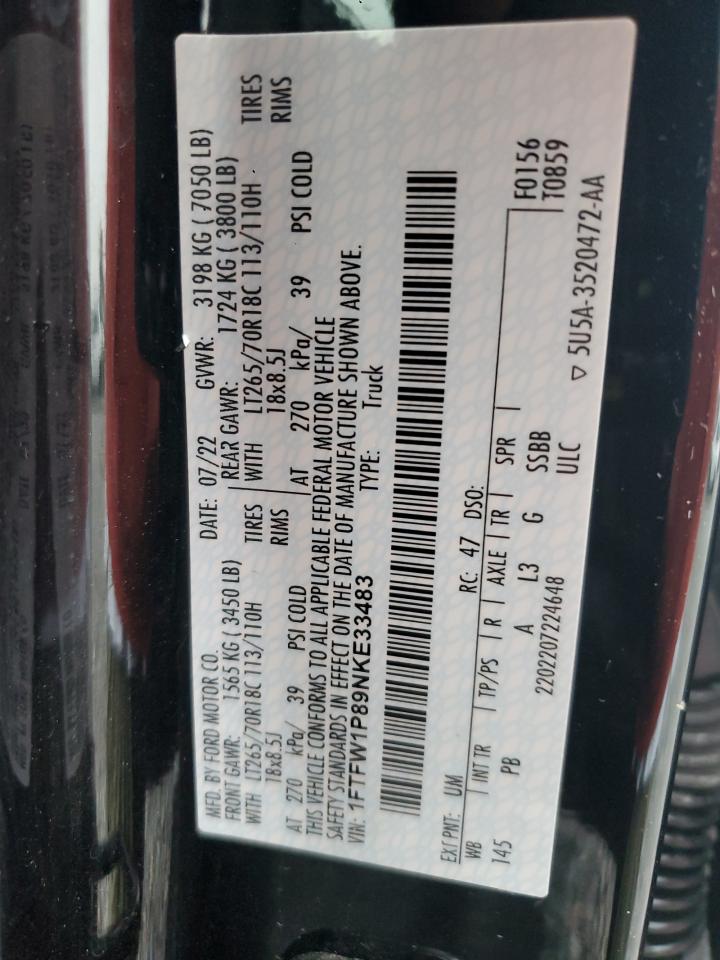 MFD. BY FORD MOTOR CO.
DATE: 07/22 GVWR: 3198 KG ( 7050 LB)
FRONT GAWR: 1565 KG ( 3450 LB) REAR GAWR: 1724 KG ( 3800 LB)
WITH LT265/70R18C 113/110H TIRES WITH LT265/70R18C 113/110H TIRES
18x8.5J RIMS 18x8.5J RIMS
AT 270 kPa/ 39 PSI COLD AT 270 kPa/ 39 PSI COLD
THIS VEHICLE CONFORMS TO ALL APPLICABLE FEDERAL MOTOR VEHICLE
SAFETY STANDARDS IN EFFECT ON THE DATE OF MANUFACTURE SHOWN ABOVE.
VIN: 1FTFW1P89NKE33483 TYPE: Truck
EXT PNT: UM RC: 47 DSO: F0156
WB INT TR TP/PS R AXLE TR SPR T0859
145 PB A L3 G SSBB
2202207224648 ULC ▽ 5U5A-3520472-AA